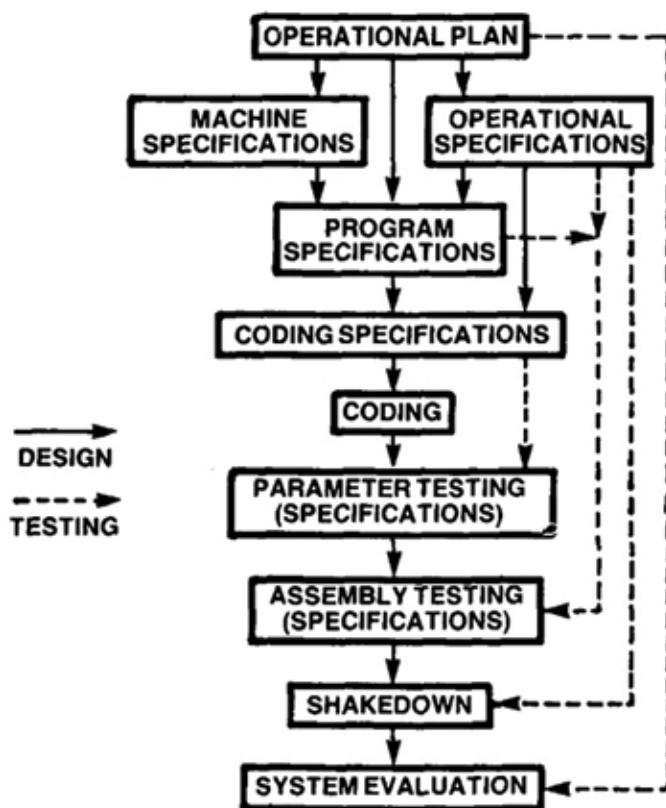 OPERATIONAL PLAN
MACHINE
SPECIFICATIONS
OPERATIONAL
SPECIFICATIONS
PROGRAM
SPECIFICATIONS
CODING SPECIFICATIONS
CODING
DESIGN
TESTING
PARAMETER TESTING
(SPECIFICATIONS)
ASSEMBLY TESTING
(SPECIFICATIONS)
SHAKEDOWN
SYSTEM EVALUATION